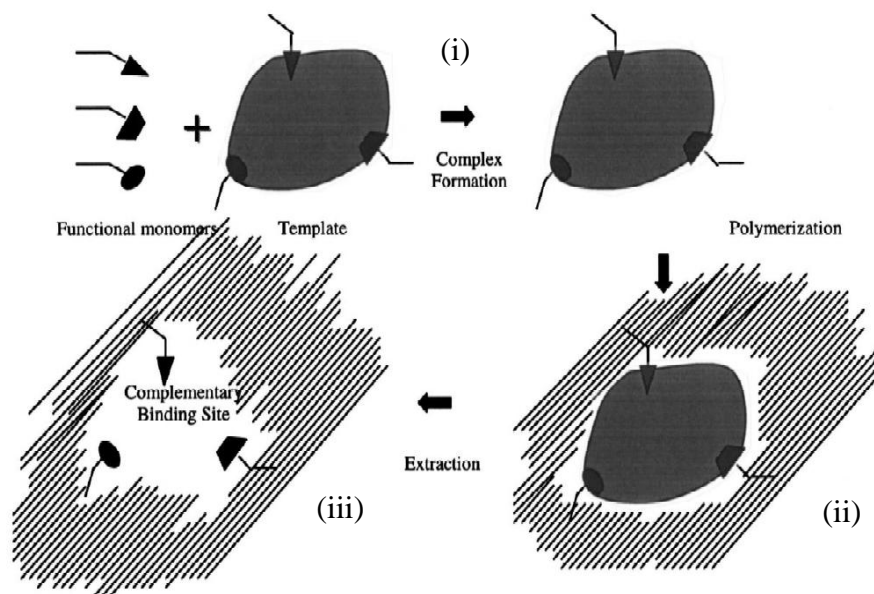 (i)
Complex
Formation
Functional monomers
Template
Polymerization
Complementary
Binding Site
Extraction
(iii)
(ii)